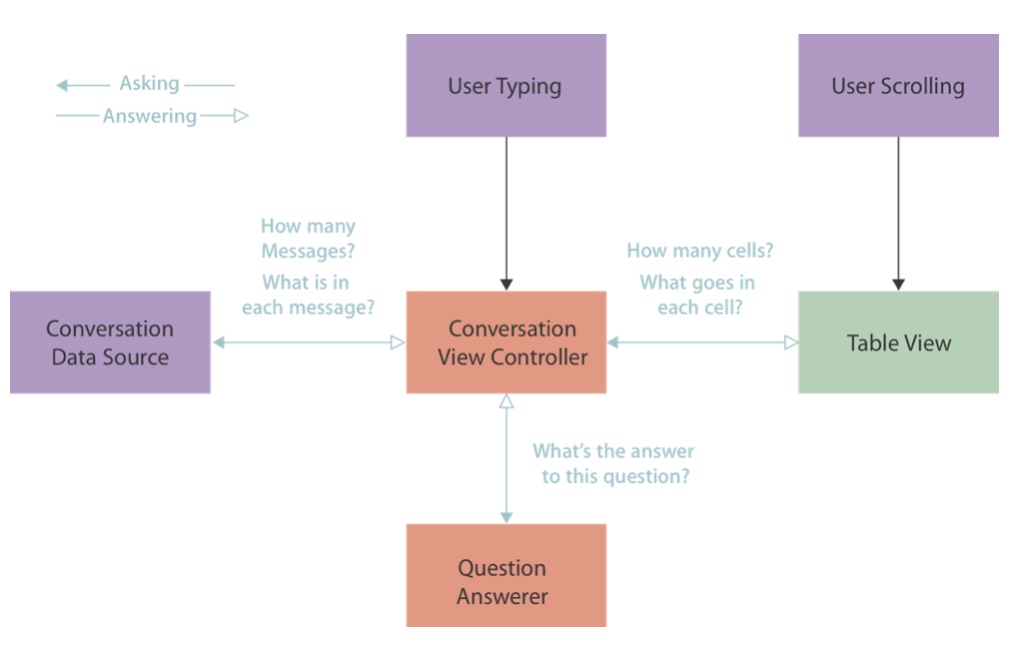 Asking
Answering
User Typing
User Scrolling
How many
Messages?
What is in
each message?
How many cells?
What goes in
each cell?
Conversation
Data Source
Conversation
View Controller
Table View
What’s the answer
to this question?
Question
Answerer